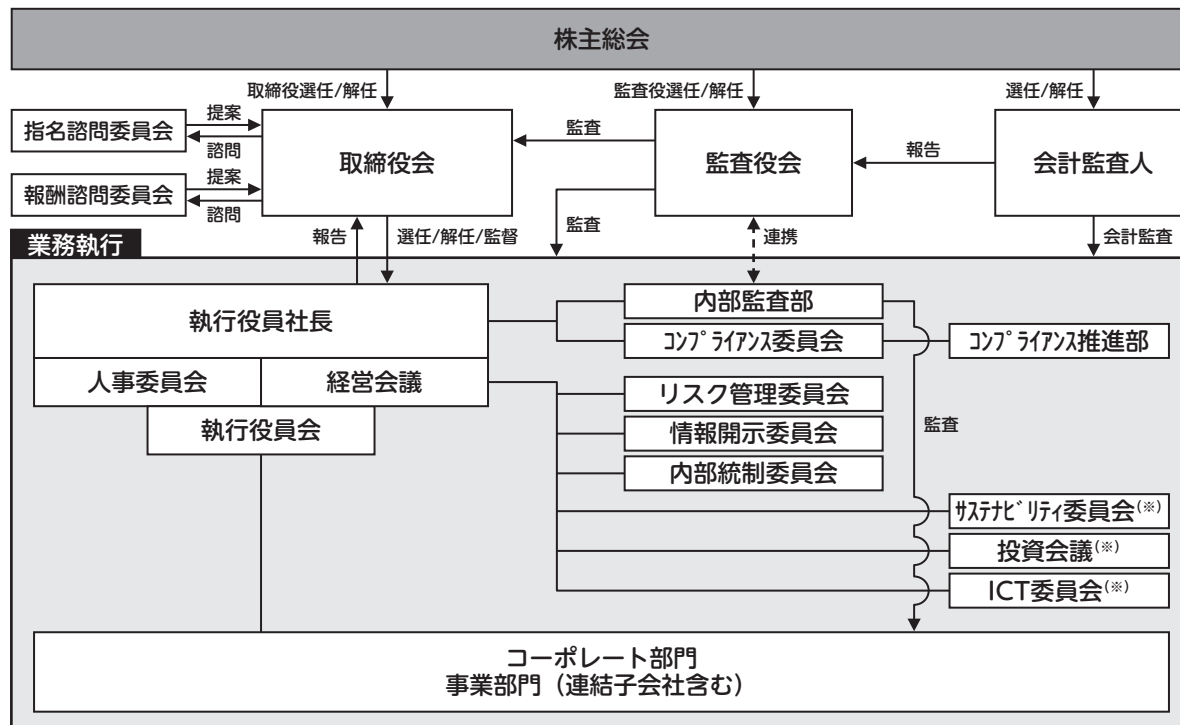 株主総会
取締役選任/解任
監査役選任/解任
選任/解任
指名諮問委員会
提案
諮問
報酬諮問委員会
提案
諮問
取締役会
監査
監査役会
報告
会計監査人
報告
選任/解任/監督
監査
連携
会計監査
業務執行
執行役員社長
人事委員会
経営会議
執行役員会
内部監査部
コンプライアンス委員会
コンプライアンス推進部
リスク管理委員会
情報開示委員会
内部統制委員会
監査
サステナビリティ委員会(※)
投資会議(※)
ICT委員会(※)
コーポレート部門
事業部門（連結子会社含む）